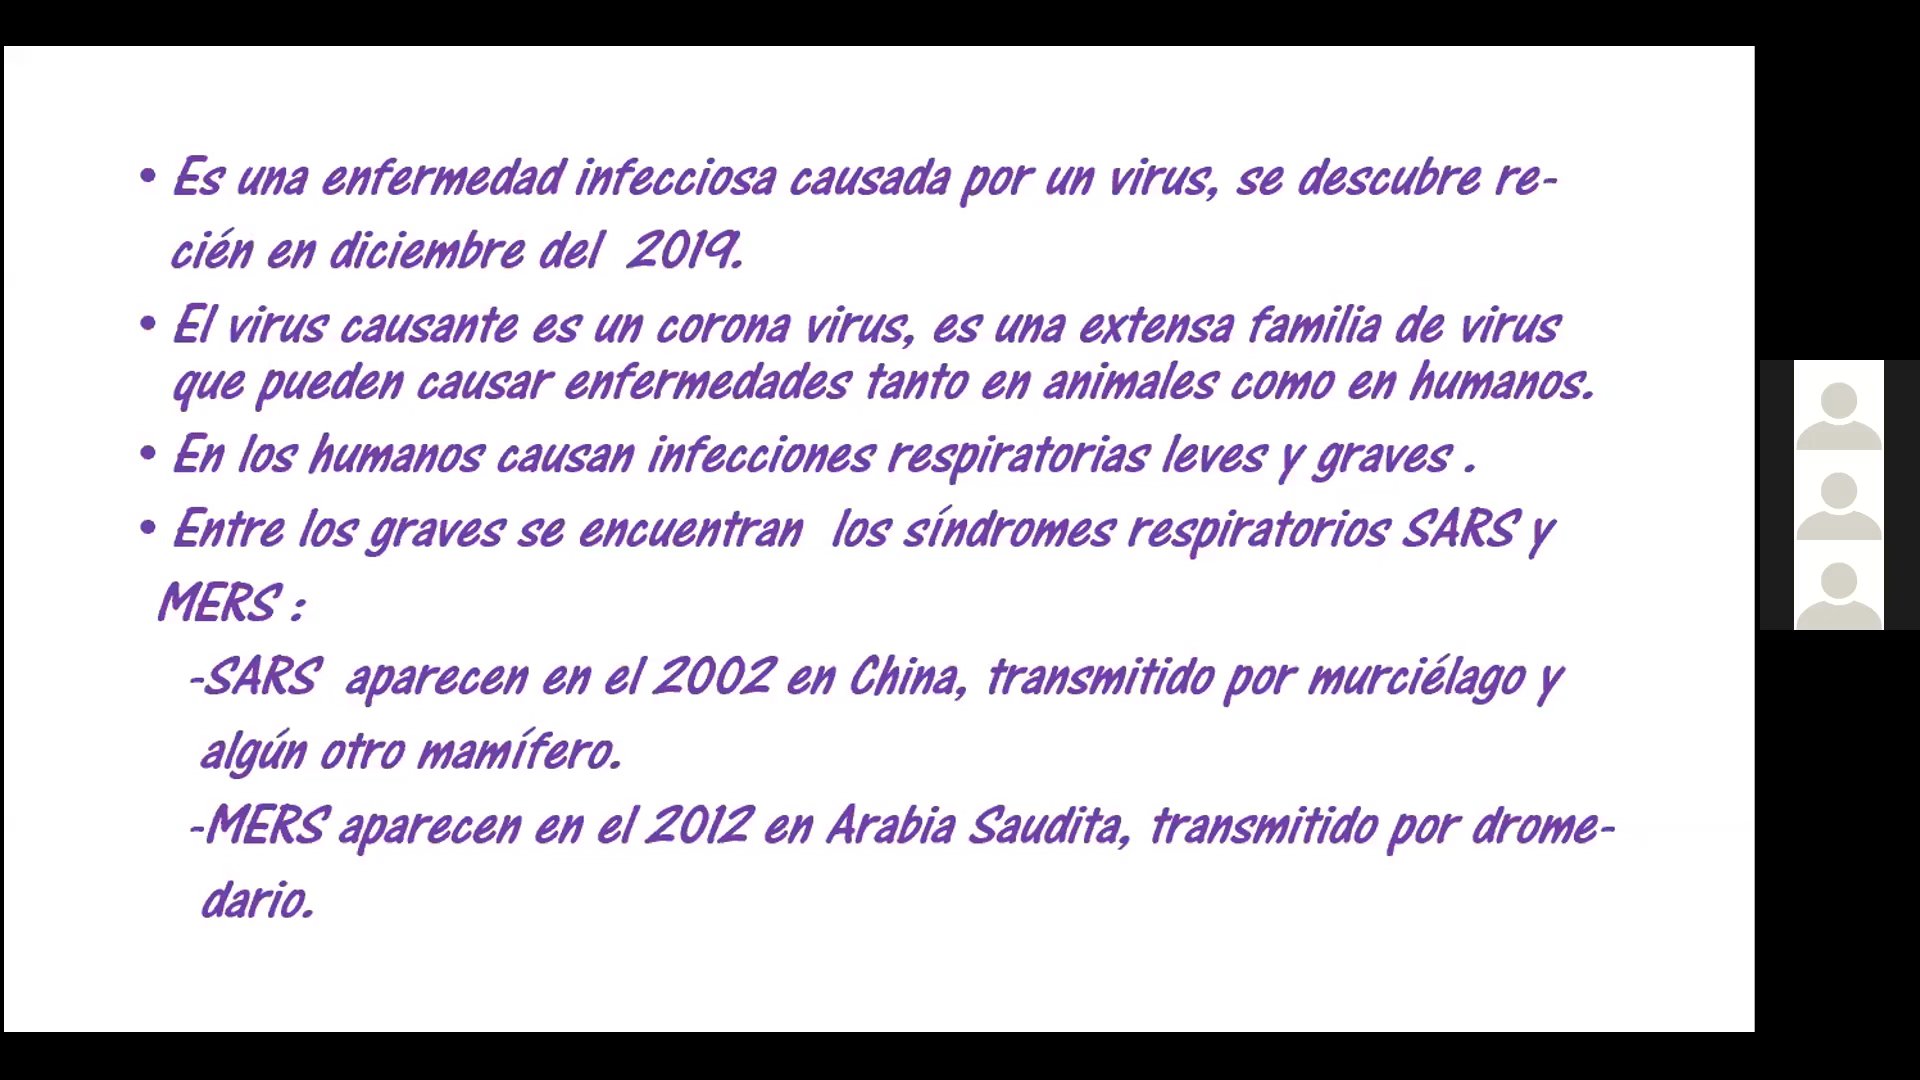 • Es una enfermedad infecciosa causada por un virus, se descubre re-
cién en diciembre del  2019.
• El virus causante es un corona virus, es una extensa familia de virus
que pueden causar enfermedades tanto en animales como en humanos.
• En los humanos causan infecciones respiratorias leves y graves .
• Entre los graves se encuentran  los síndromes respiratorios SARS y
MERS :
-SARS  aparecen en el 2002 en China, transmitido por murciélago y
algún otro mamífero.
-MERS aparecen en el 2012 en Arabia Saudita, transmitido por drome-
dario.